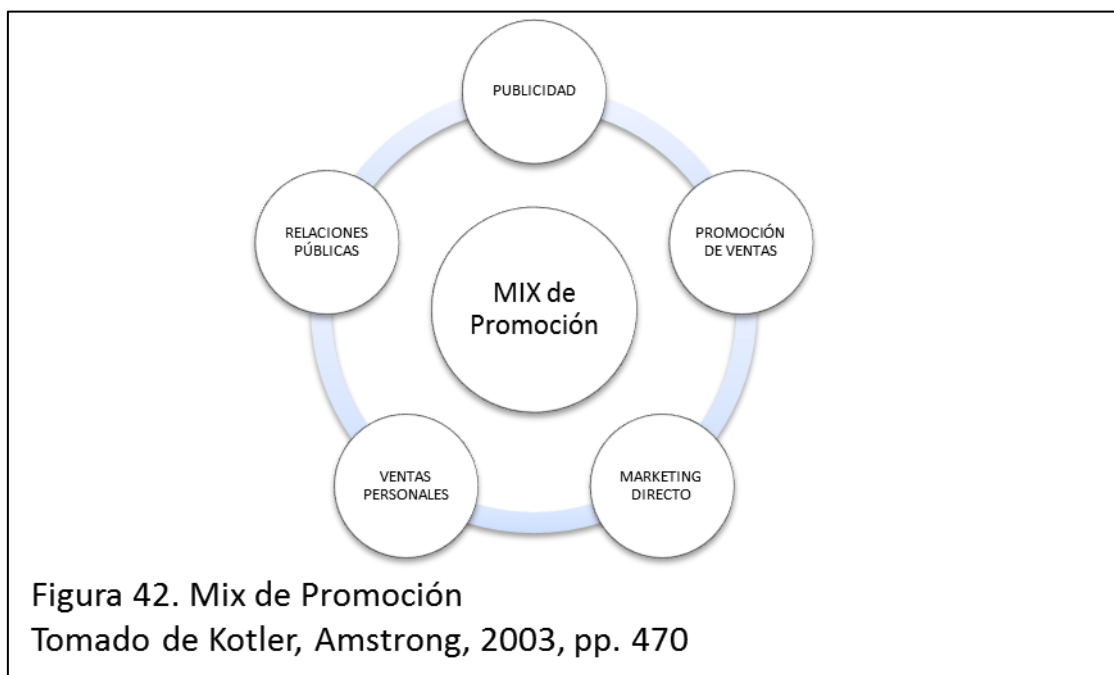 PUBLICIDAD
RELACIONES
PÚBLICAS
PROMOCIÓN
DE VENTAS
MIX de
Promoción
VENTAS
PERSONALES
MARKETING
DIRECTO
Figura 42. Mix de Promoción
Tomado de Kotler, Amstrong, 2003, pp. 470